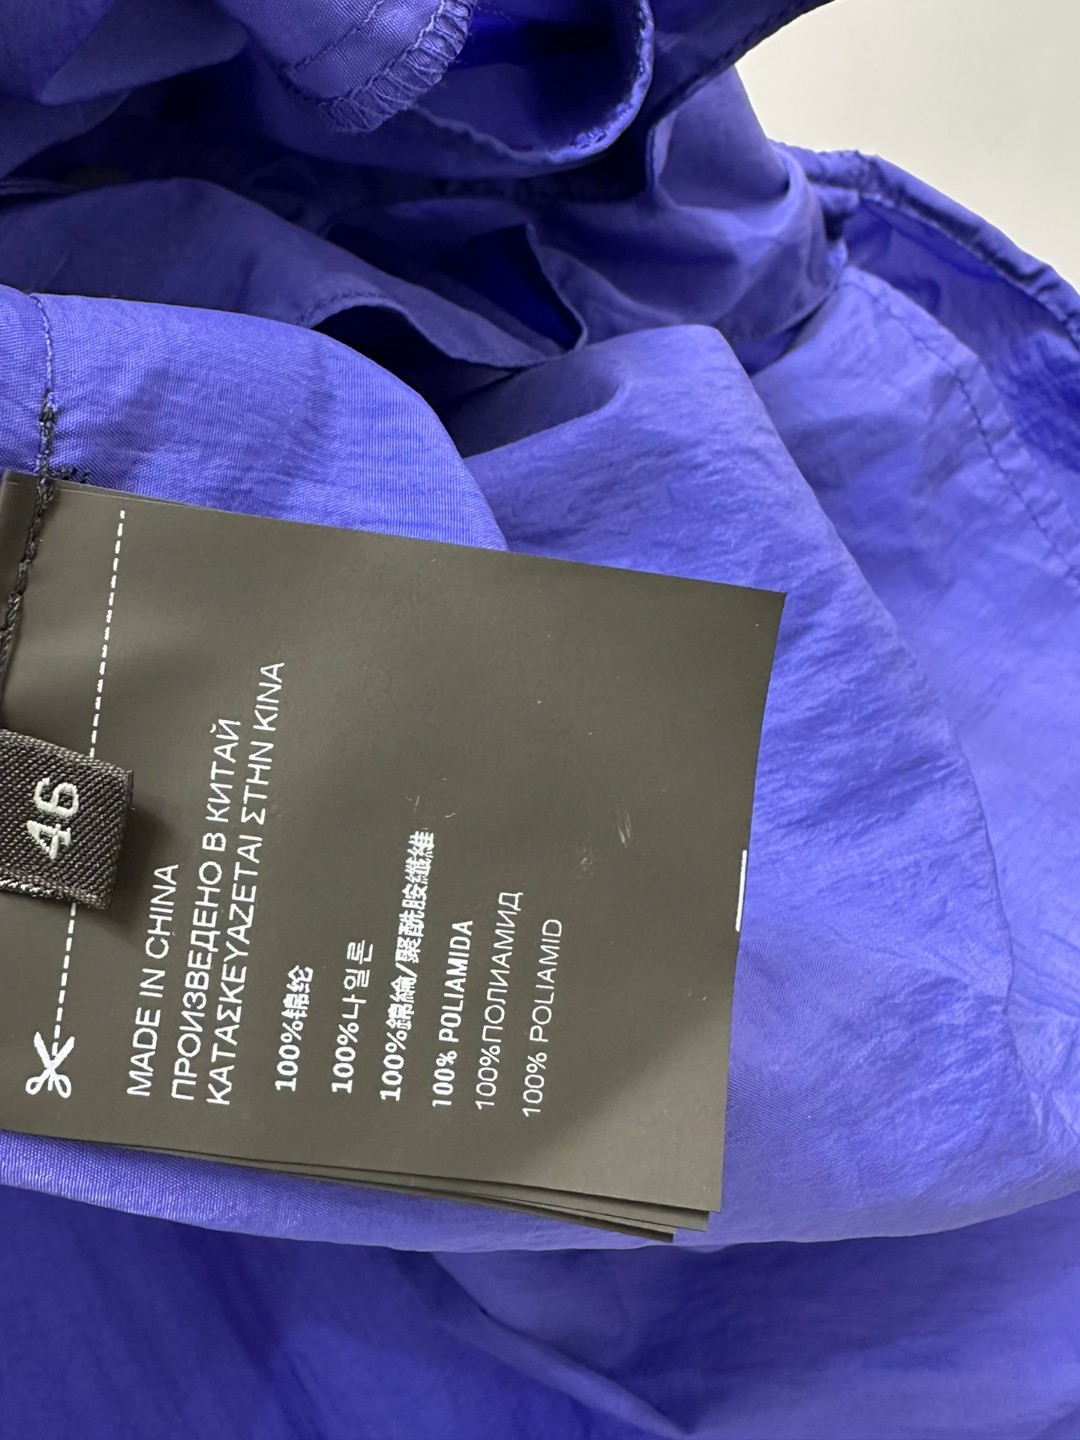 46
MADE IN CHINA
ПРОИЗВЕДЕНО В КИТАЙ
ΚΑΤΑΣΚΕΥΑΖΕΤΑΙ ΣΤΗΝ ΚΙΝΑ
100%锦纶
100%나일론
100%錦綸/聚酰胺纖維
100% POLIAMIDA
100%ПОЛИАМИД
100% POLIAMID